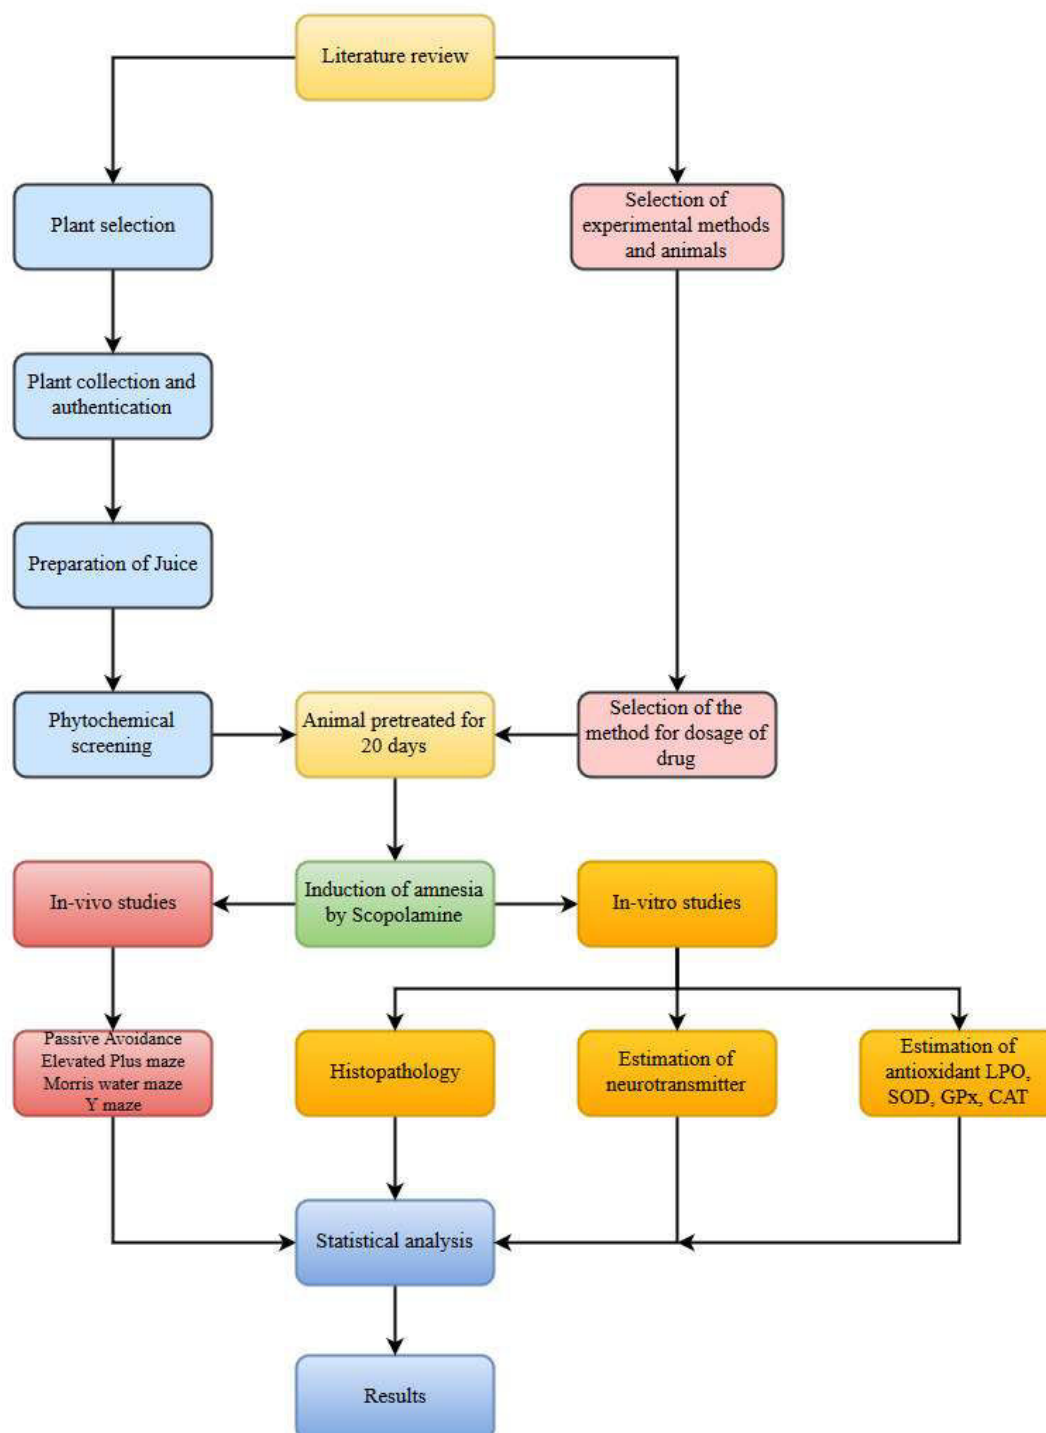 Literature review
Plant selection
Selection of
experimental methods
and animals
Plant collection and
authentication
Preparation of Juice
Phytochemical
screening
Animal pretreated for
20 days
Selection of the
method for dosage of
drug
In-vivo studies
Induction of amnesia
by Scopolamine
In-vitro studies
Passive Avoidance
Elevated Plus maze
Morris water maze
Y maze
Histopathology
Estimation of
neurotransmitter
Estimation of
antioxidant LPO,
SOD, GPx, CAT
Statistical analysis
Results